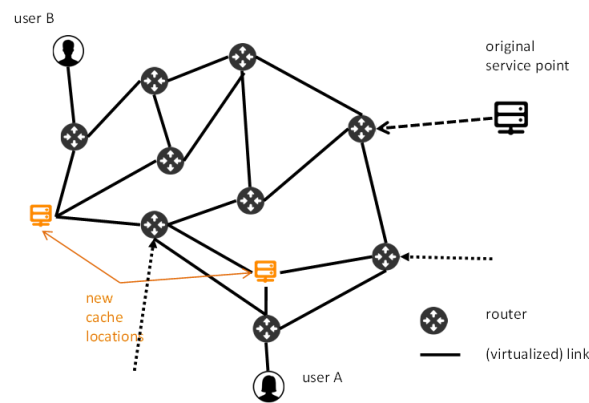 user B
original
service point
new
cache
locations
router
(virtualized) link
user A